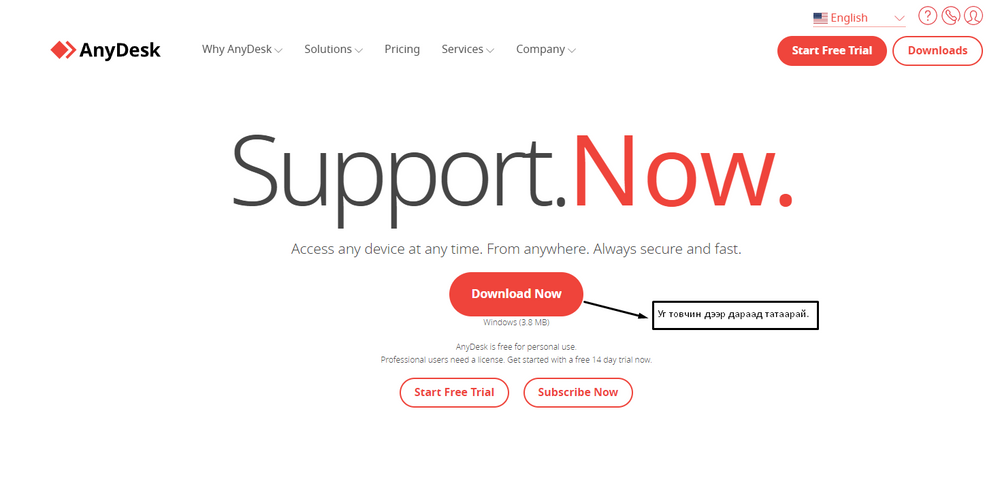 English
AnyDesk
Why AnyDesk
Solutions
Pricing
Services
Company
Start Free Trial
Downloads
Support.Now.
Access any device at any time. From anywhere. Always secure and fast.
Download Now
Уг товчин дээр дараад татаарай.
Windows (3.8 MB)
AnyDesk is free for personal use.
Professional users need a license. Get started with a free 14 day trial now.
Start Free Trial
Subscribe Now